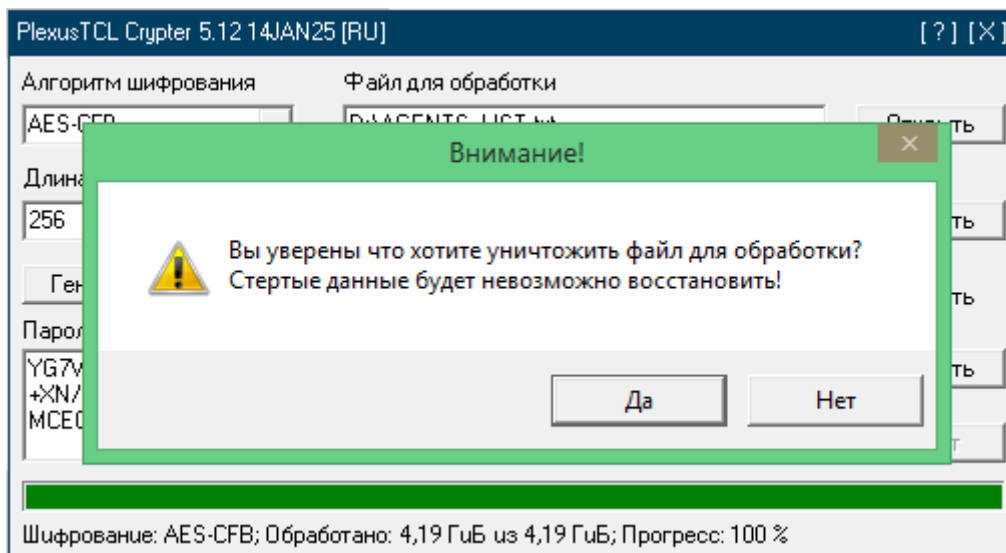 PlexusTCL Crypter 5.12 14JAN25 [RU] [ ? ] [X]
Алгоритм шифрования Файл для обработки
Внимание!
256
Вы уверены что хотите уничтожить файл для обработки?
Стертые данные будет невозможно восстановить!
YG7V
+XN/
Да Нет
Шифрование: AES-CFB; Обработано: 4,19 ГиБ из 4,19 ГиБ; Прогресс: 100 %